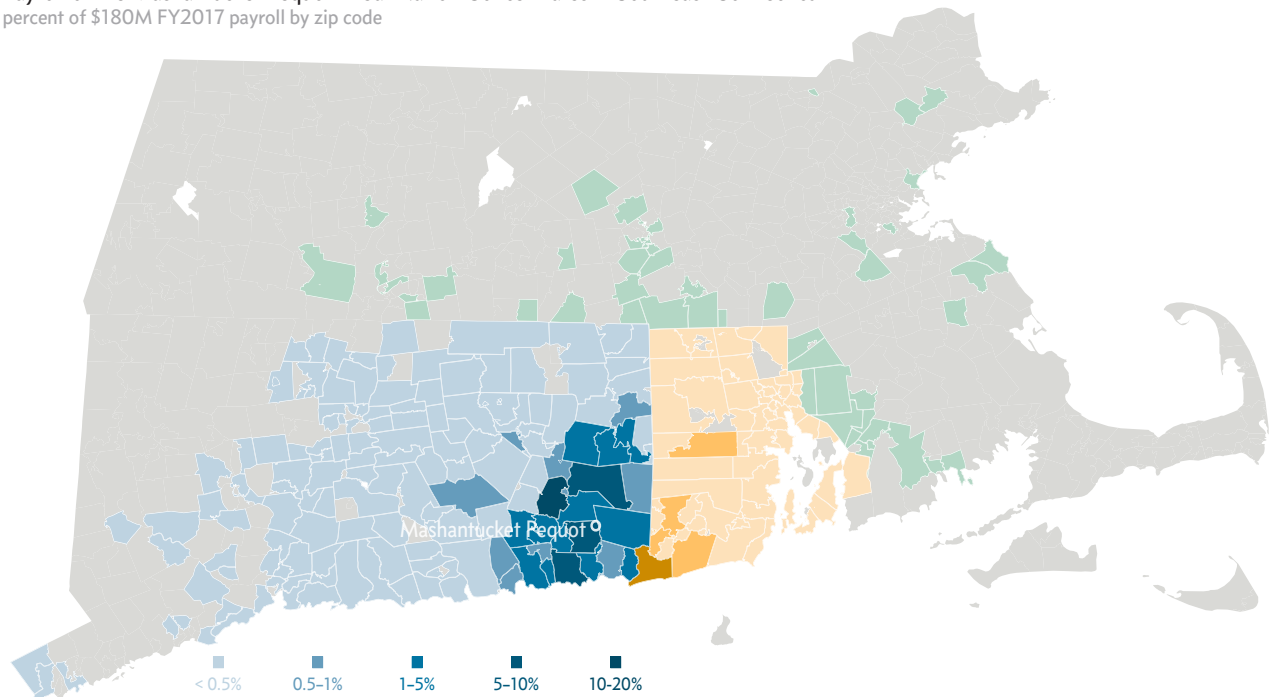 percent of $180M FY2017 payroll by zip code
Mashantucket Pequot
< 0.5%
0.5–1%
1–5%
5–10%
10-20%